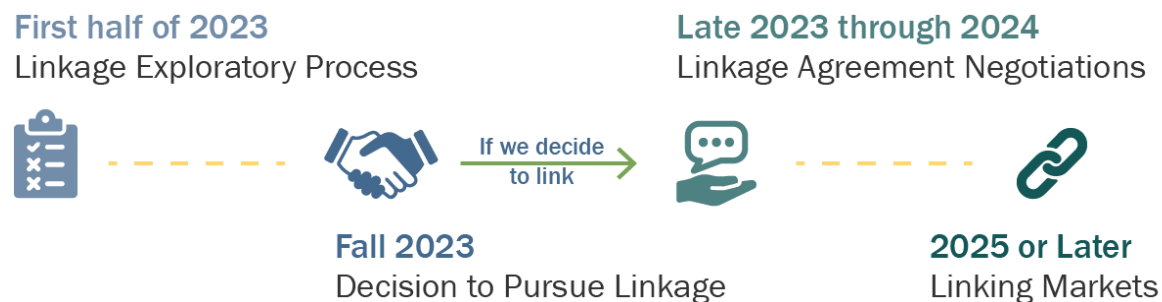 First half of 2023
Linkage Exploratory Process
Late 2023 through 2024
Linkage Agreement Negotiations
If we decide
to link
Fall 2023
Decision to Pursue Linkage
2025 or Later
Linking Markets